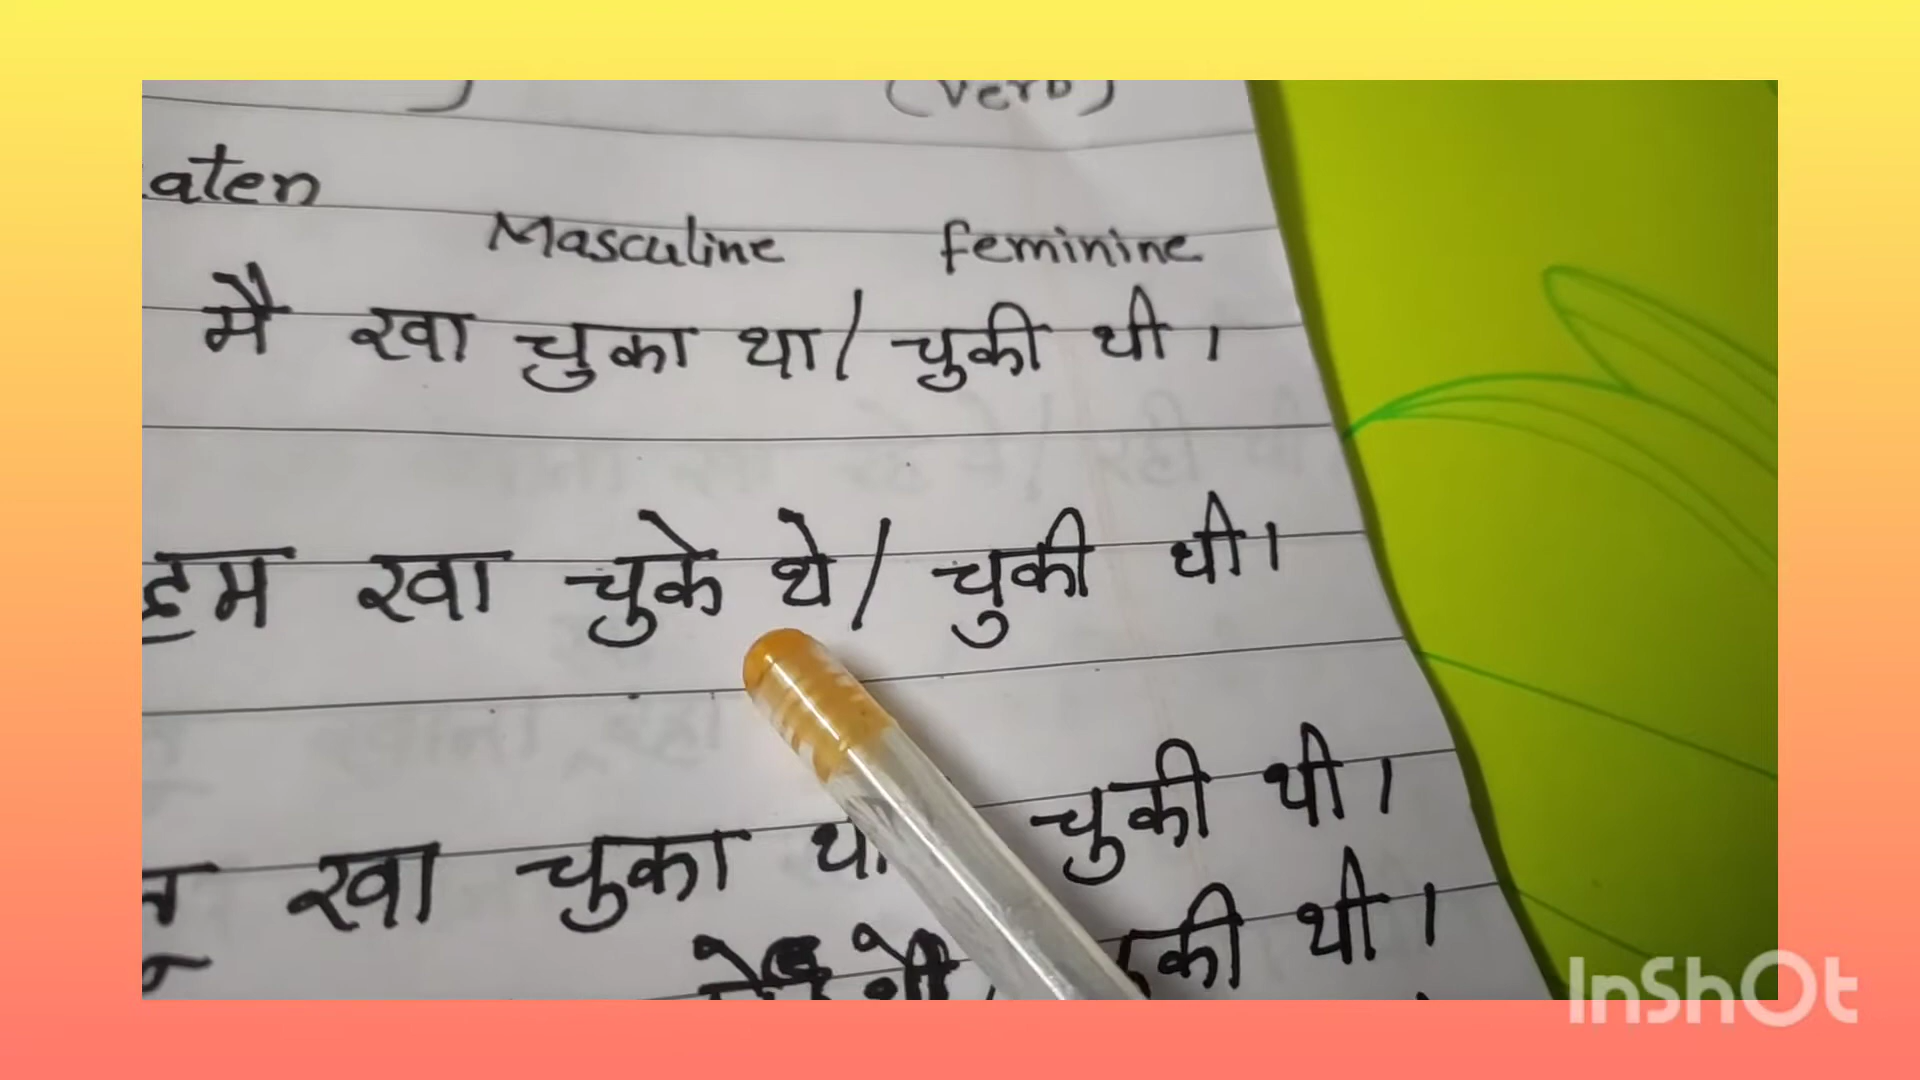 (verb)
aten
Masculine feminine
मै खा चुका था/ चुकी थी।
हम खा चुके थे/ चुकी थी।
तू खा चुका था चुकी थी।
थी।
InShOt